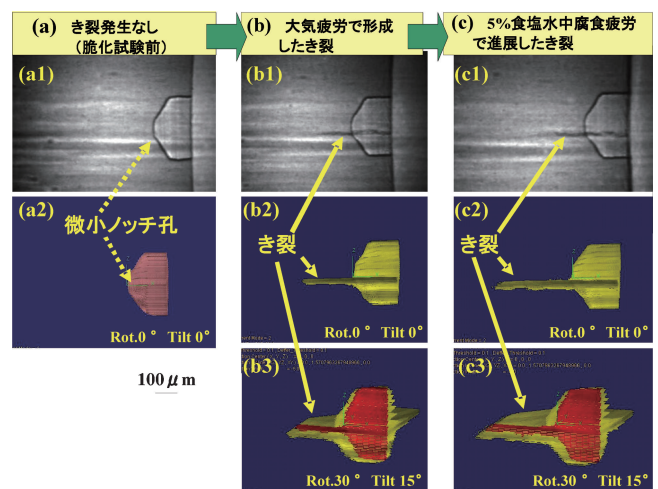 (a) き裂発生なし
（脆化試験前）
(b) 大気疲労で形成
したき裂
(c) 5%食塩水中腐食疲労
で進展したき裂
(a1)
(b1)
(c1)
(a2)
微小ノッチ孔
Rot.0° Tilt 0°
(b2)
き裂
Rot.0° Tilt 0°
(c2)
き裂
Rot.0° Tilt 0°
100μm
(b3)
Rot.30° Tilt 15°
(c3)
Rot.30° Tilt 15°